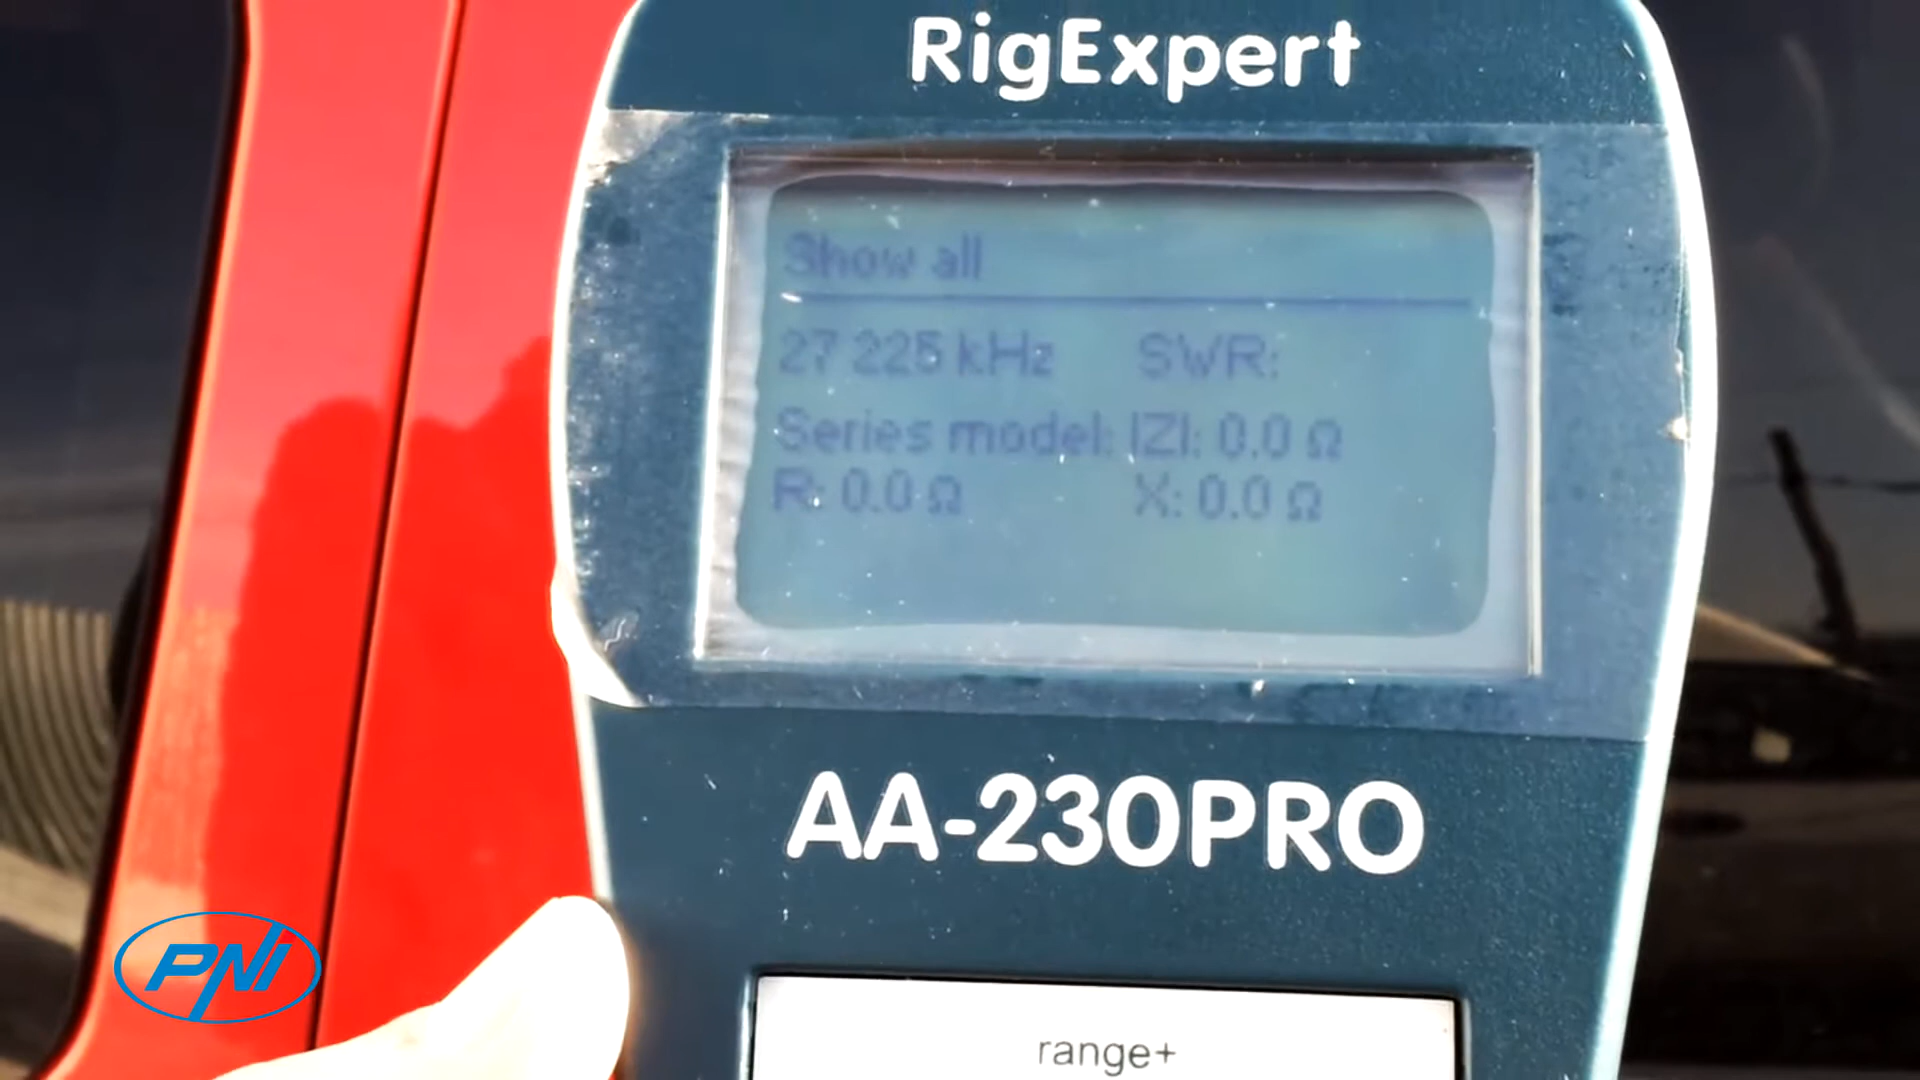 RigExpert
Show all
27 225 kHz SWR:
Series model: |Z|: 0.0 Ω
R: 0.0 Ω X: 0.0 Ω
AA-230PRO
range+
PNI